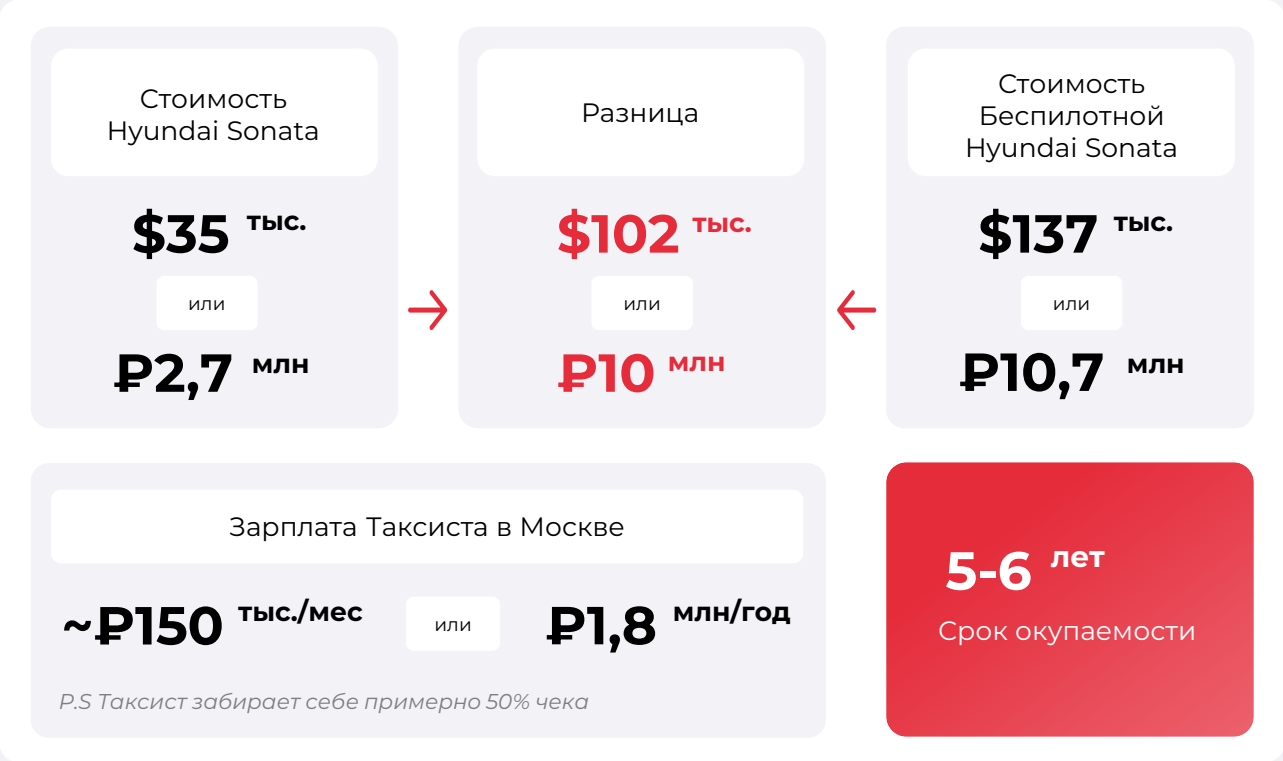 Стоимость
Hyundai Sonata
$35 тыс.
или
₽2,7 млн
Разница
$102 тыс.
или
₽10 млн
Стоимость
Беспилотной
Hyundai Sonata
$137 тыс.
или
₽10,7 млн
Зарплата Таксиста в Москве
~₽150 тыс./мес или ₽1,8 млн/год
P.S Таксист забирает себе примерно 50% чека
5-6 лет
Срок окупаемости